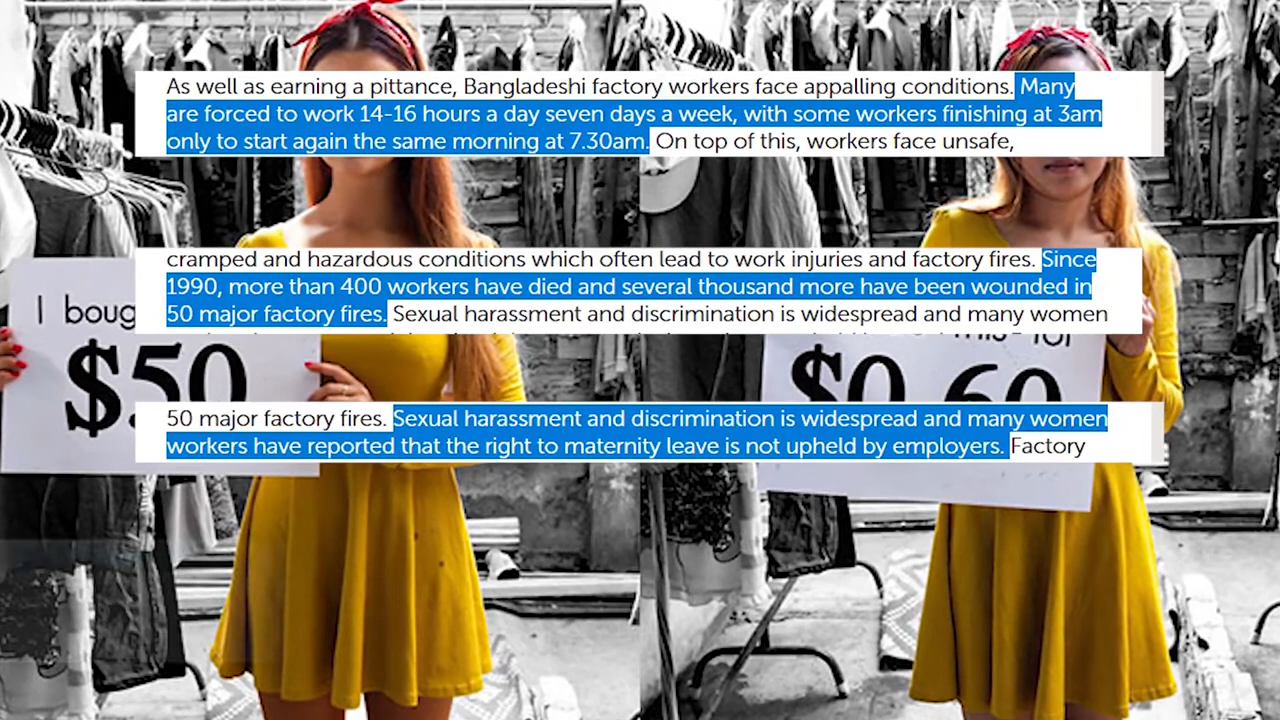 As well as earning a pittance, Bangladeshi factory workers face appalling conditions. Many
are forced to work 14-16 hours a day seven days a week, with some workers finishing at 3am
only to start again the same morning at 7.30am. On top of this, workers face unsafe,
cramped and hazardous conditions which often lead to work injuries and factory fires. Since
1990, more than 400 workers have died and several thousand more have been wounded in
50 major factory fires. Sexual harassment and discrimination is widespread and many women
I
$50
for
$0.60
50 major factory fires. Sexual harassment and discrimination is widespread and many women
workers have reported that the right to maternity leave is not upheld by employers. Factory